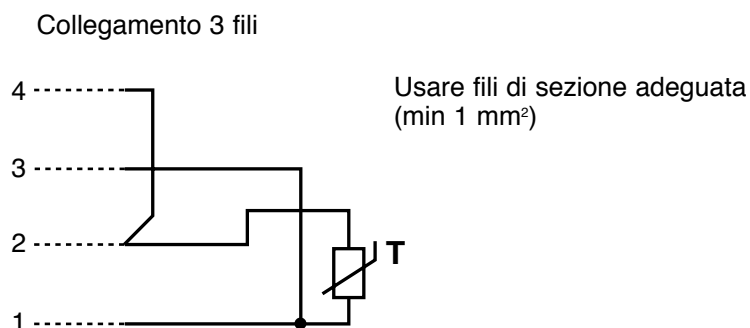 Collegamento 3 fili
4
Usare fili di sezione adeguata
(min 1 mm²)
3
2
T
1